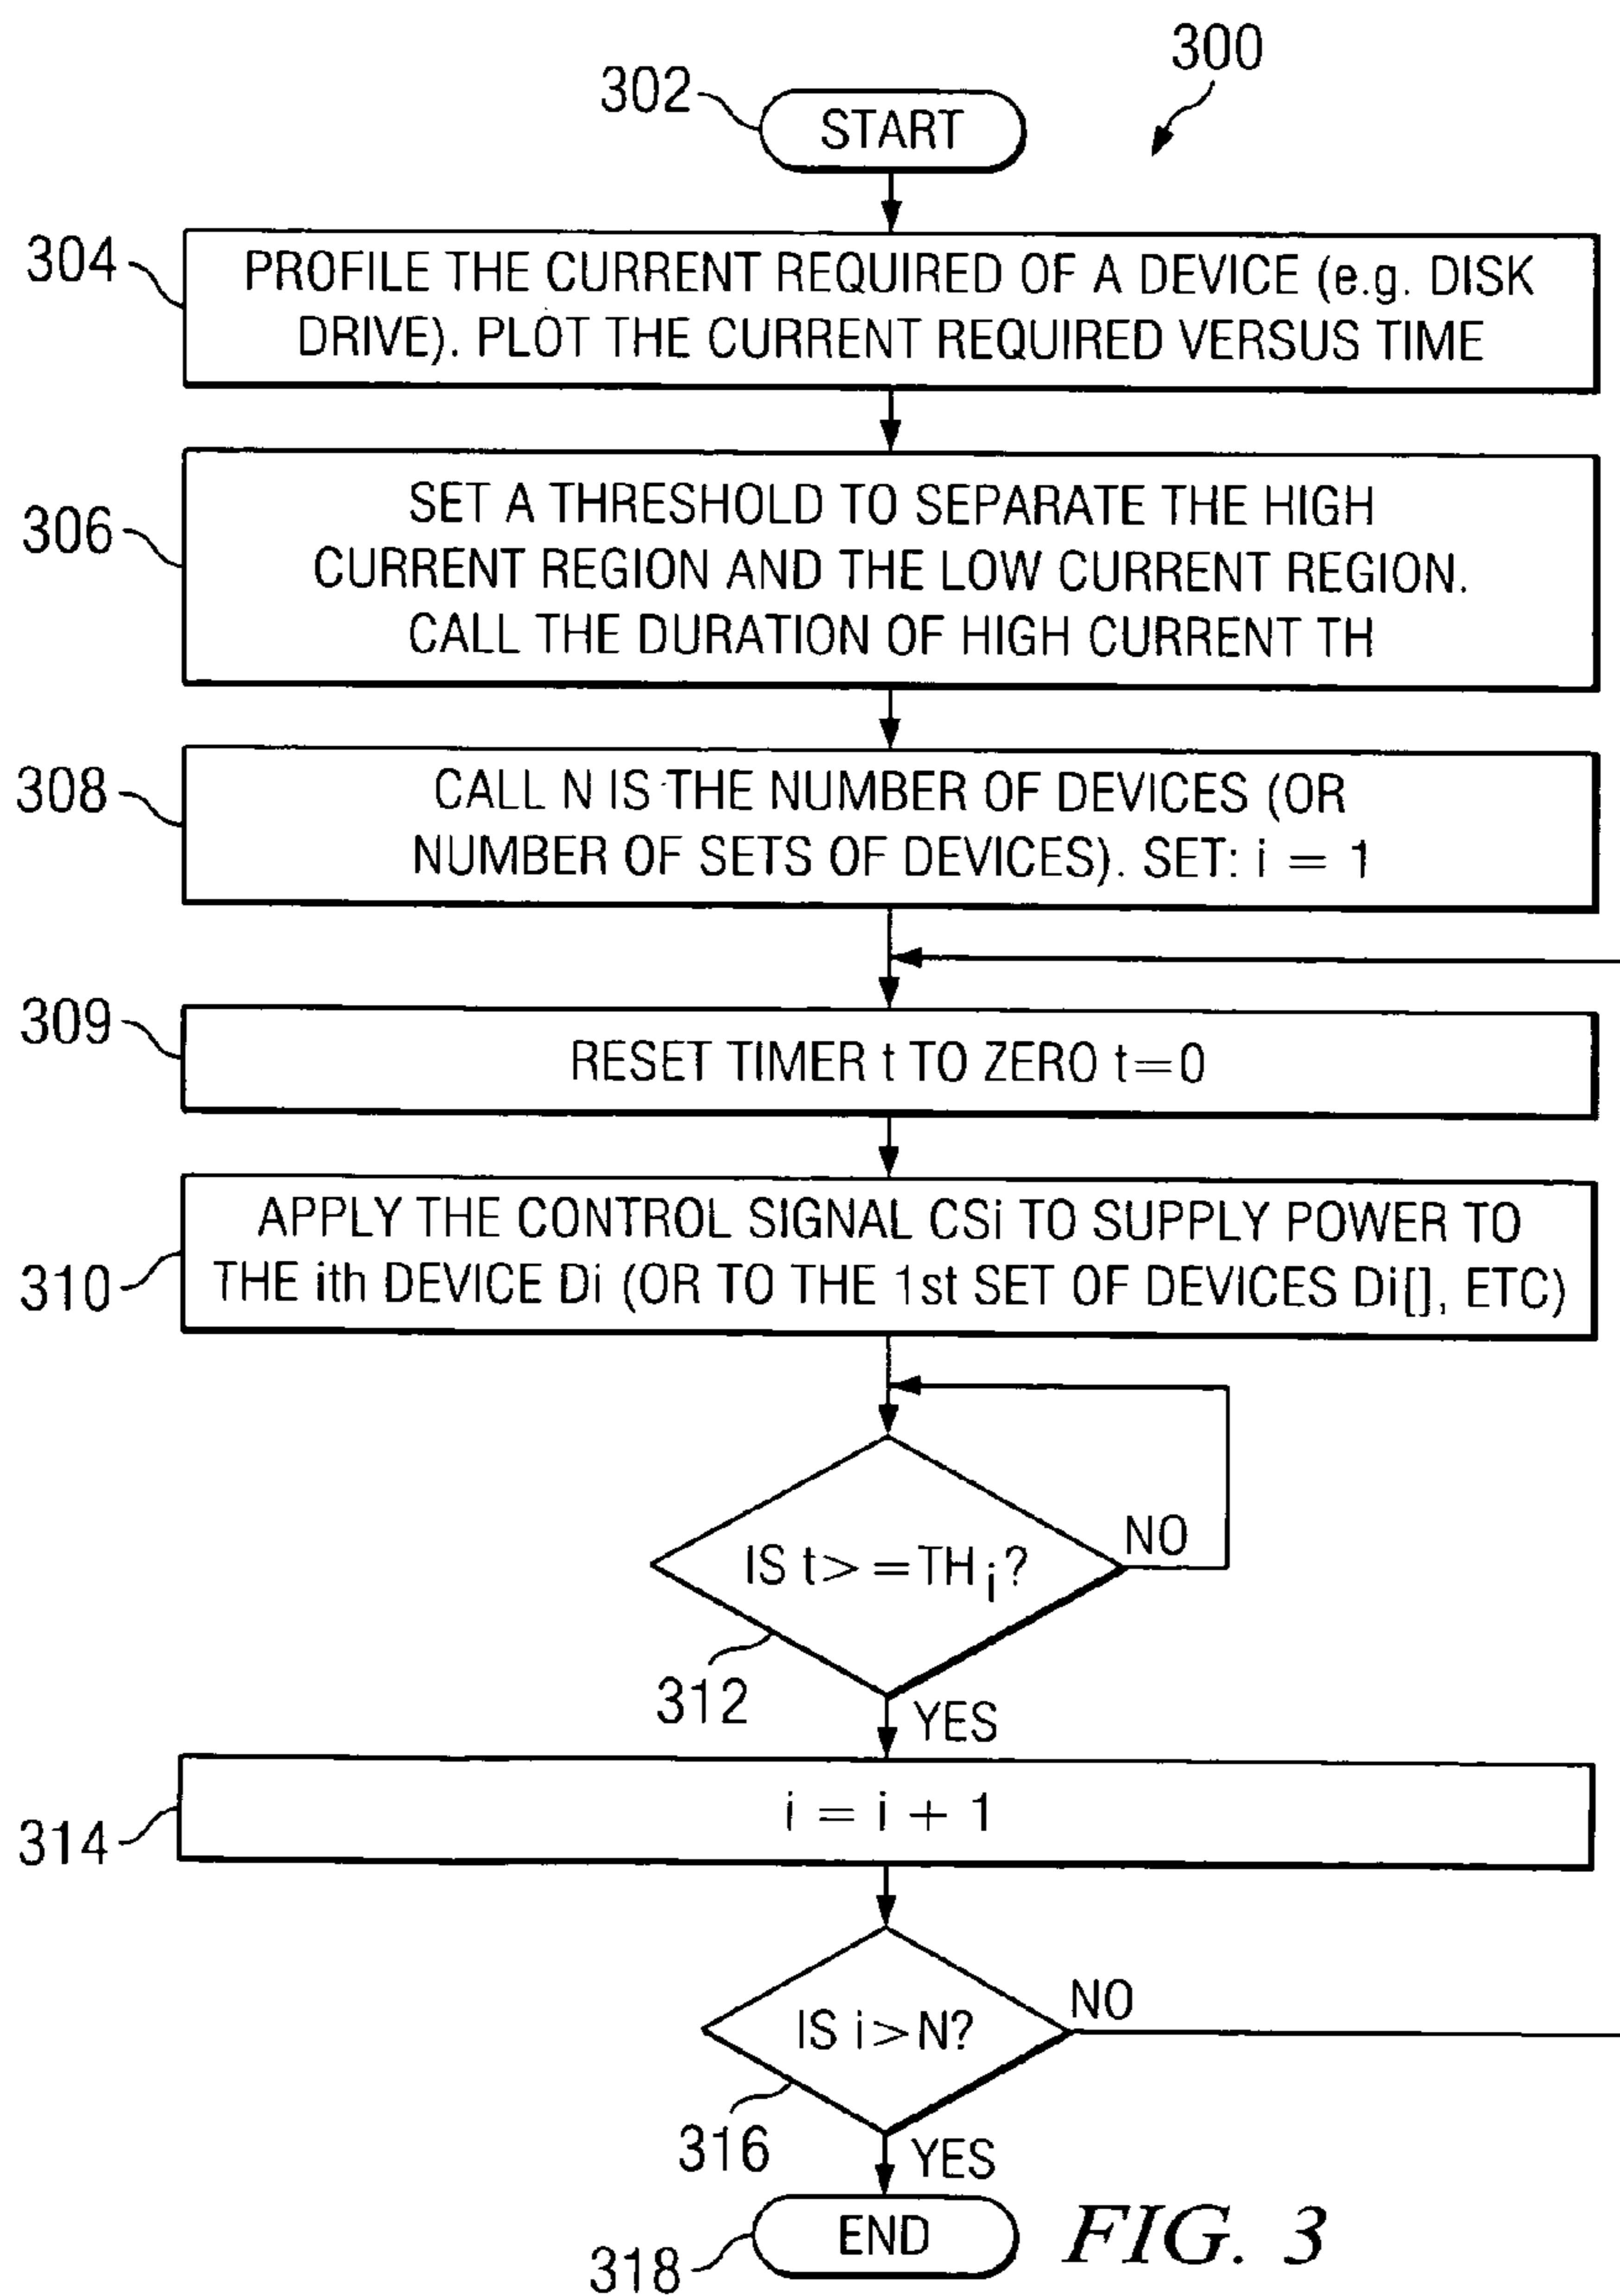 300
302
START
304
PROFILE THE CURRENT REQUIRED OF A DEVICE (e.g. DISK
DRIVE). PLOT THE CURRENT REQUIRED VERSUS TIME
306
SET A THRESHOLD TO SEPARATE THE HIGH
CURRENT REGION AND THE LOW CURRENT REGION.
CALL THE DURATION OF HIGH CURRENT TH
308
CALL N IS THE NUMBER OF DEVICES (OR
NUMBER OF SETS OF DEVICES). SET: i = 1
309
RESET TIMER t TO ZERO t=0
310
APPLY THE CONTROL SIGNAL CSi TO SUPPLY POWER TO
THE ith DEVICE Di (OR TO THE 1st SET OF DEVICES Di[], ETC)
IS t>=THi?
NO
312
YES
314
i = i + 1
IS i>N?
NO
316
YES
318
END
FIG. 3